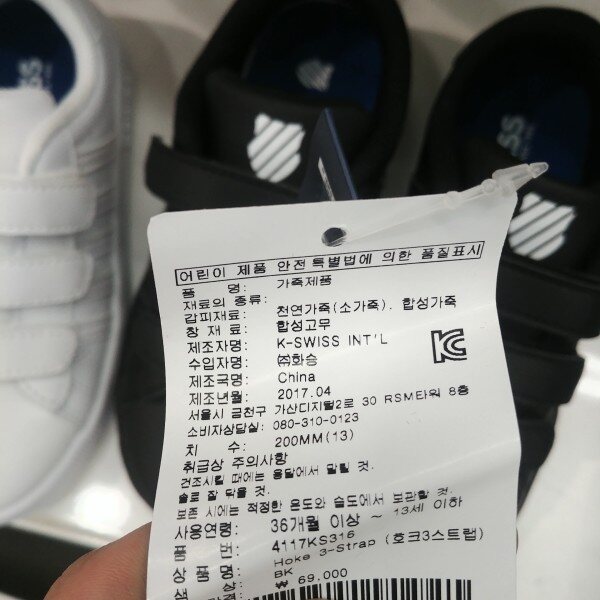 어린이 제품 안전특별법에 의한 품질표시
품 명: 가죽제품
재료의 종류:
갑피재료: 천연가죽(소가죽). 합성가죽
창 재 료: 합성고무
제조자명: K-SWISS INT'L
수입자명: ㈜화승
제조국명: China
제조년월: 2017.04
서울시 금천구 가산디지털2로 30 RSM타워 8층
소비자상담실: 080-310-0123
치 수: 200MM(13)
취급상 주의사항
건조시킬 때에는 응달에서 말릴 것.
솔로 잘 닦을 것.
보존 시에는 적정한 온도와 습도에서 보관할 것.
사용연령: 36개월 이상 ~ 13세 이하
품 번: 4117KS316
상 품 명: Hoke 3-Strap (호크3스트랩)
색 상: BK
₩ 69,000